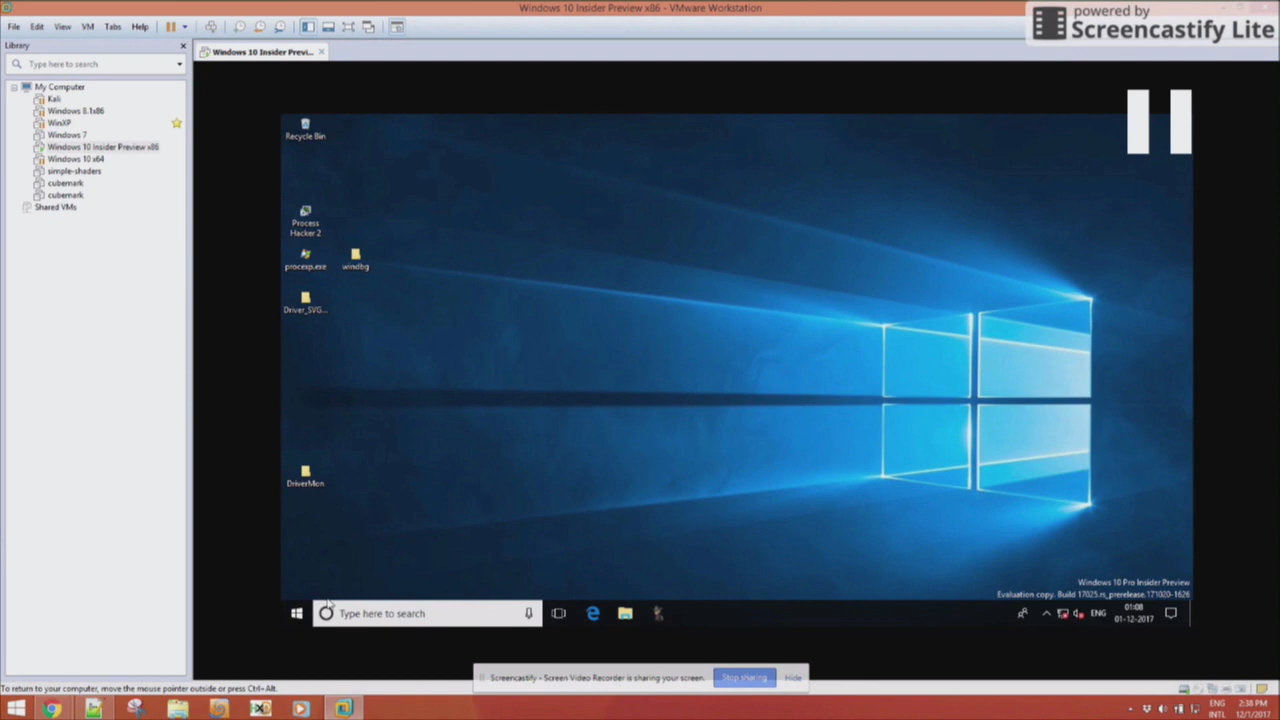 Windows 10 Insider Preview x86 - VMware Workstation
powered by
Screencastify Lite
File Edit View VM Tabs Help
Library
Type here to search
Windows 10 Insider Previ...
My Computer
Kali
Windows 8.1x86
WinXP
Windows 7
Windows 10 Insider Preview x86
Windows 10 x64
simple-shaders
cubemark
cubemark
Shared VMs
Recycle Bin
Process
Hacker 2
procexp.exe
windbg
Driver_SVG...
DriverMon
Windows 10 Pro Insider Preview
Evaluation copy. Build 17025.rs_prerelease.171020-1626
Type here to search
ENG
01:08
01-12-2017
Screencastify - Screen Video Recorder is sharing your screen.
Stop sharing
Hide
To return to your computer, move the mouse pointer outside or press Ctrl+Alt.
ENG
INTL
2:38 PM
12/1/2017